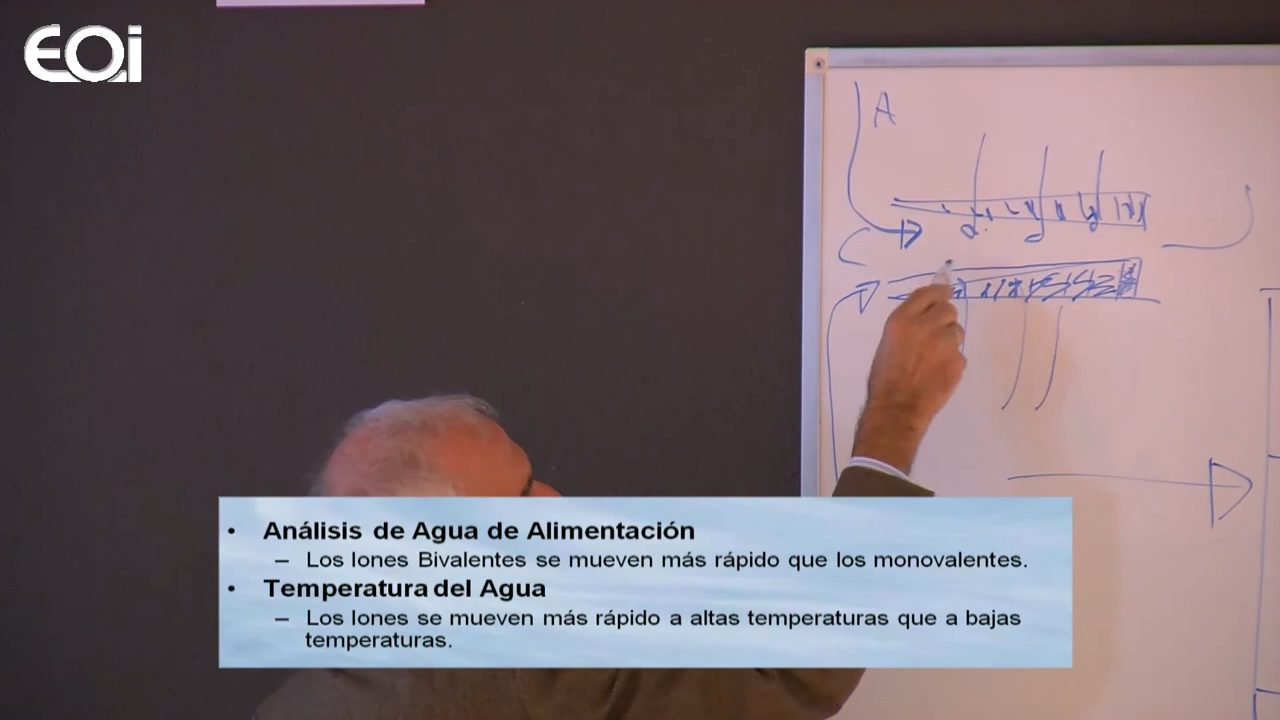 EOi
A
• Análisis de Agua de Alimentación
– Los Iones Bivalentes se mueven más rápido que los monovalentes.
• Temperatura del Agua
– Los Iones se mueven más rápido a altas temperaturas que a bajas
temperaturas.